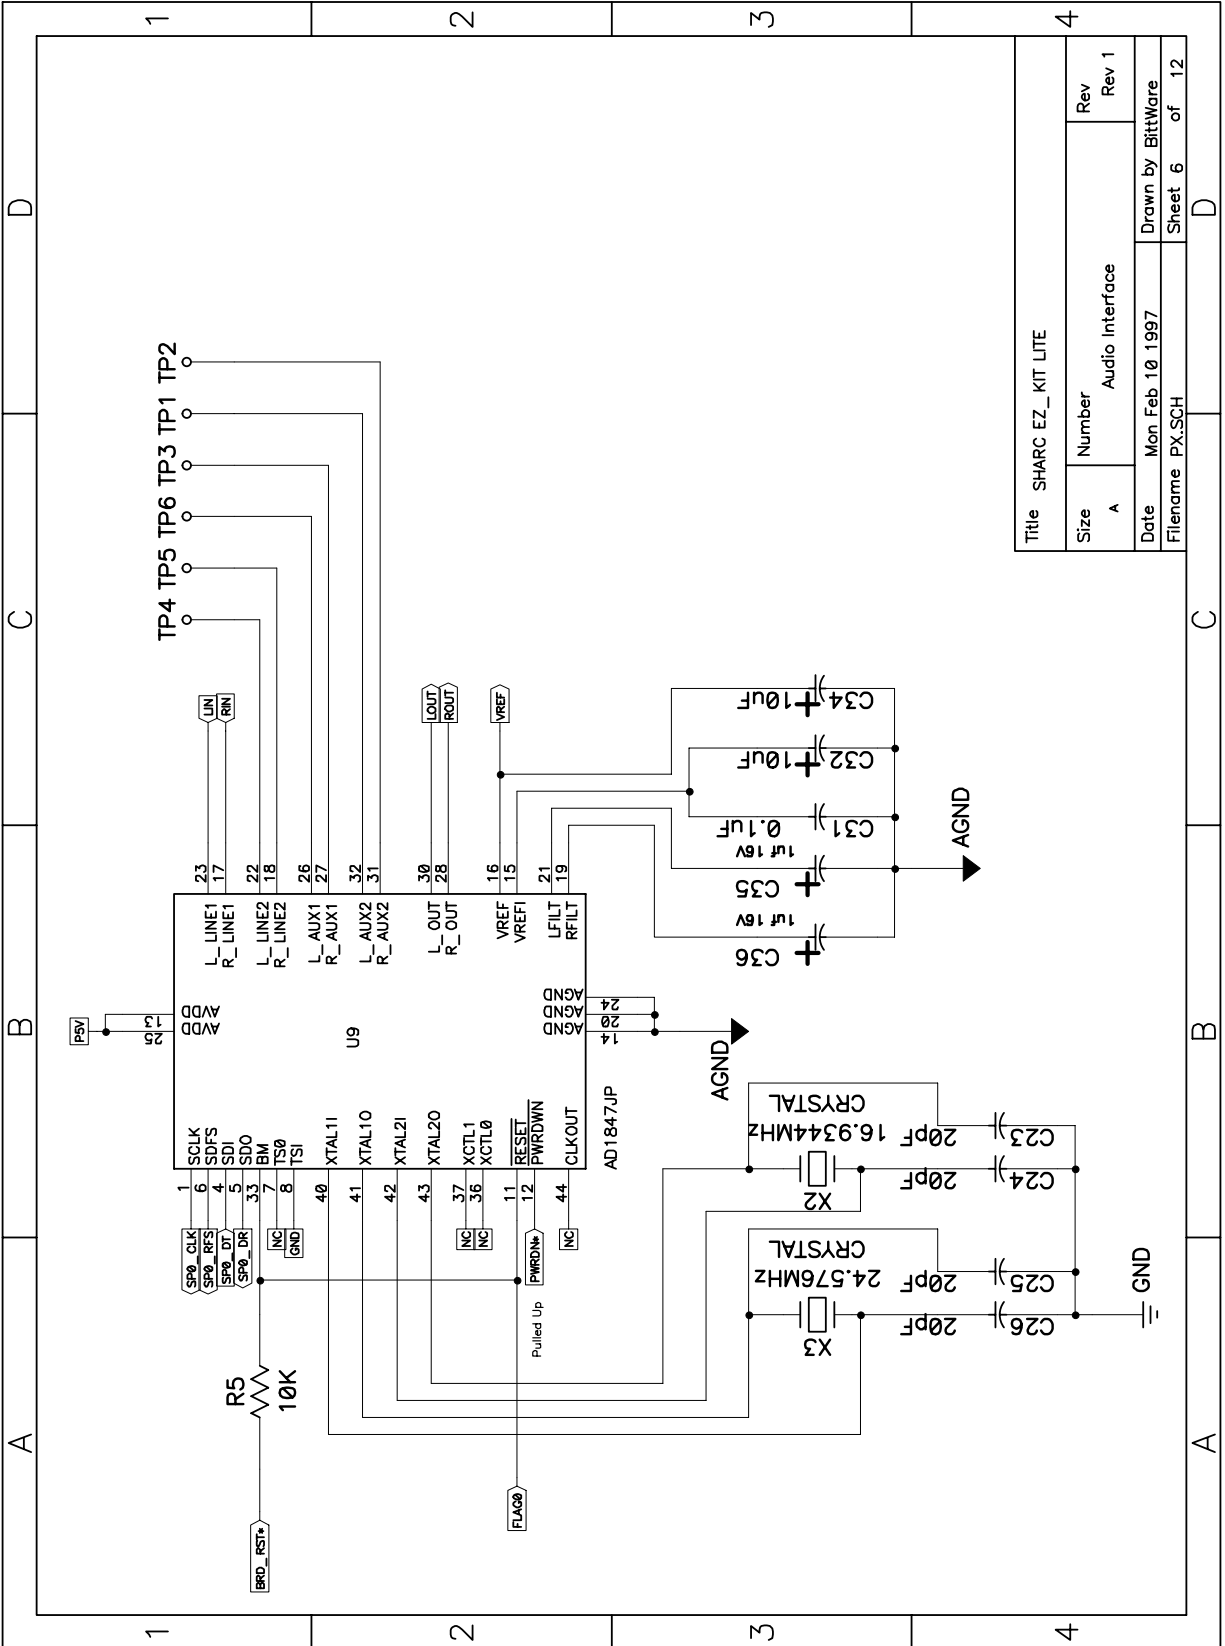 A
B
C
D
1
2
3
4
P5V
25
13
AVDD
AVDD
U9
AD1847JP
1 SCLK
6 SDFS
4 SDI
5 SDO
33 BM
7 TS0
8 TSI
40 XTAL1I
41 XTAL1O
42 XTAL2I
43 XTAL2O
37 XCTL1
36 XCTL0
11 RESET
12 PWRDWN
44 CLKOUT
SP0_CLK
SP0_RFS
SP0_DT
SP0_DR
NC
GND
NC
NC
PWRDN*
Pulled Up
NC
BRD_RST*
R5
10K
FLAG0
L_LINE1 23
R_LINE1 17
L_LINE2 22
R_LINE2 18
L_AUX1 26
R_AUX1 27
L_AUX2 32
R_AUX2 31
L_OUT 30
R_OUT 28
VREF 16
VREFI 15
LFILT 21
RFILT 19
LIN
RIN
LOUT
ROUT
VREF
TP4 TP5 TP6 TP3 TP1 TP2
AGND
AGND
AGND
14
20
24
AGND
C36
1uf 16V
C35
1uf 16V
C31
0.1uF
C32
10uF
C34
10uF
AGND
X3
24.576MHz
CRYSTAL
X2
16.9344MHz
CRYSTAL
C26
20pF
C25
20pF
C24
20pF
C23
20pF
GND
Title SHARC EZ_KIT LITE
Size Number Rev
A Audio Interface Rev 1
Date Mon Feb 10 1997 Drawn by BittWare
Filename PX.SCH Sheet 6 of 12
1
2
3
4
A
B
C
D